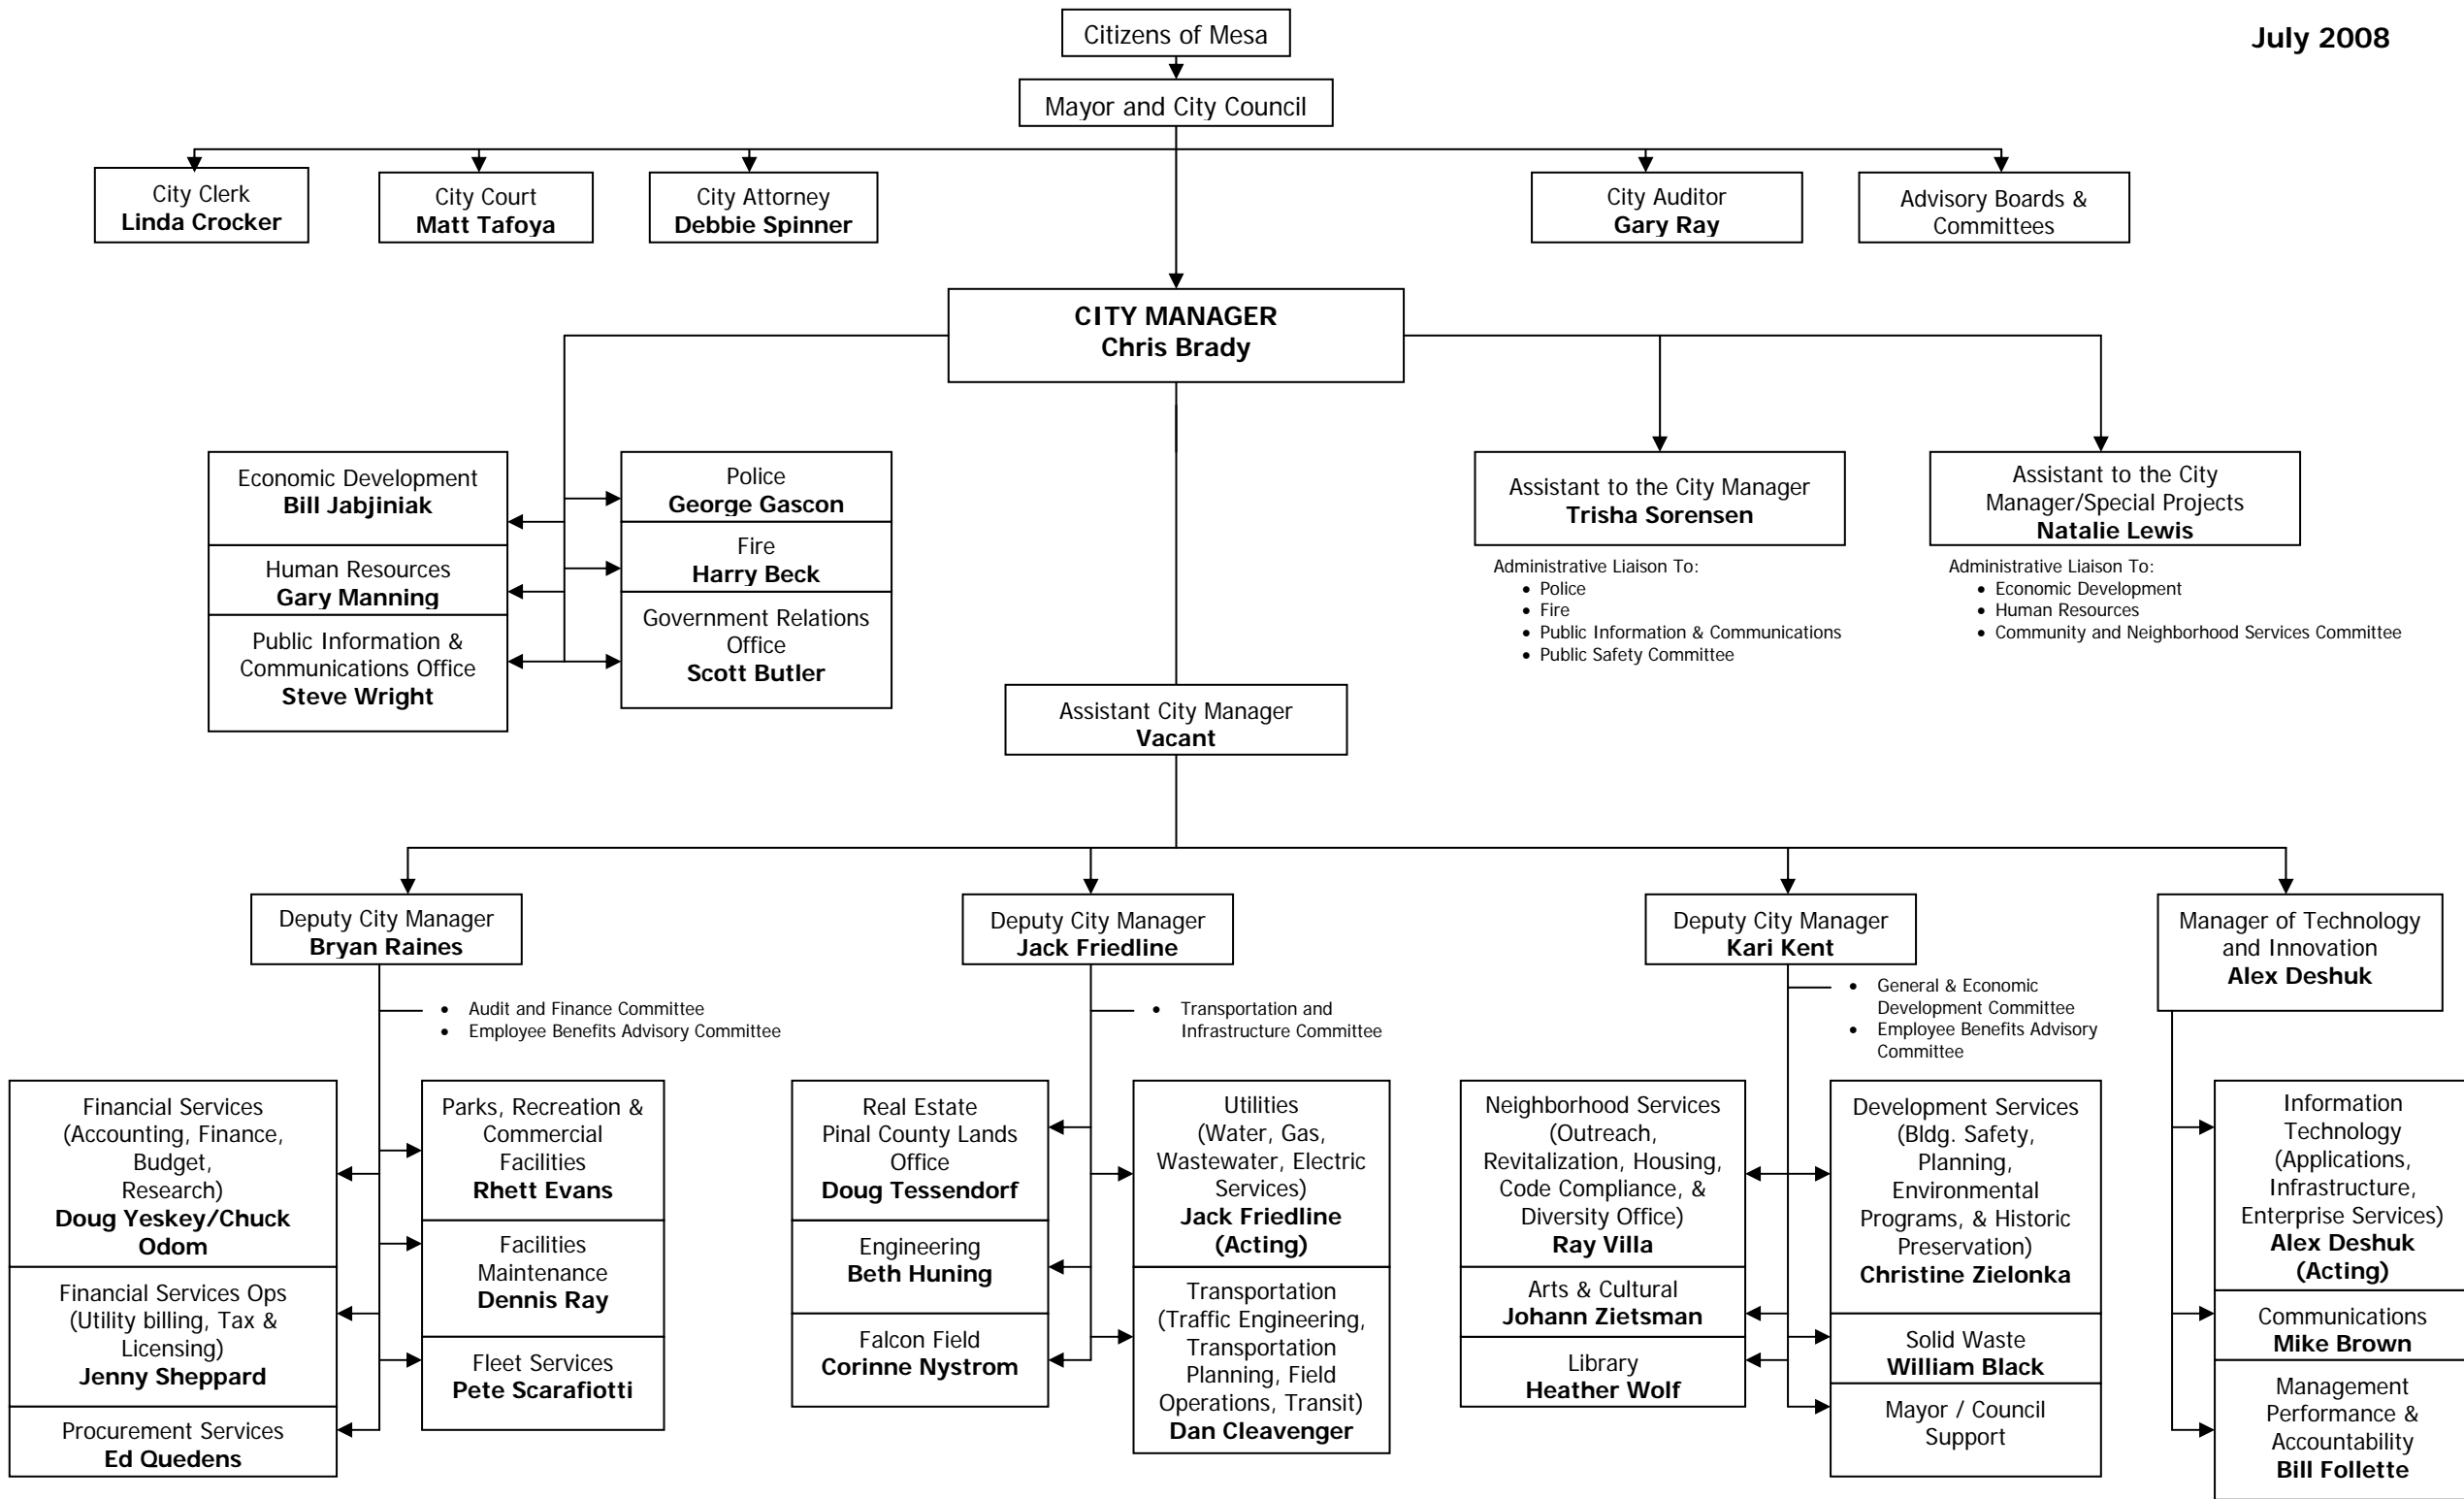 July 2008
Citizens of Mesa
Mayor and City Council
City Clerk
Linda Crocker
City Court
Matt Tafoya
City Attorney
Debbie Spinner
City Auditor
Gary Ray
Advisory Boards &
Committees
CITY MANAGER
Chris Brady
Economic Development
Bill Jabjiniak
Human Resources
Gary Manning
Public Information &
Communications Office
Steve Wright
Police
George Gascon
Fire
Harry Beck
Government Relations
Office
Scott Butler
Assistant to the City Manager
Trisha Sorensen
Administrative Liaison To:
• Police
• Fire
• Public Information & Communications
• Public Safety Committee
Assistant to the City
Manager/Special Projects
Natalie Lewis
Administrative Liaison To:
• Economic Development
• Human Resources
• Community and Neighborhood Services Committee
Assistant City Manager
Vacant
Deputy City Manager
Bryan Raines
• Audit and Finance Committee
• Employee Benefits Advisory Committee
Financial Services
(Accounting, Finance,
Budget,
Research)
Doug Yeskey/Chuck
Odom
Financial Services Ops
(Utility billing, Tax &
Licensing)
Jenny Sheppard
Procurement Services
Ed Quedens
Parks, Recreation &
Commercial
Facilities
Rhett Evans
Facilities
Maintenance
Dennis Ray
Fleet Services
Pete Scarafiotti
Deputy City Manager
Jack Friedline
• Transportation and
Infrastructure Committee
Real Estate
Pinal County Lands
Office
Doug Tessendorf
Engineering
Beth Huning
Falcon Field
Corinne Nystrom
Utilities
(Water, Gas,
Wastewater, Electric
Services)
Jack Friedline
(Acting)
Transportation
(Traffic Engineering,
Transportation
Planning, Field
Operations, Transit)
Dan Cleavenger
Deputy City Manager
Kari Kent
• General & Economic
Development Committee
• Employee Benefits Advisory
Committee
Neighborhood Services
(Outreach,
Revitalization, Housing,
Code Compliance, &
Diversity Office)
Ray Villa
Arts & Cultural
Johann Zietsman
Library
Heather Wolf
Development Services
(Bldg. Safety,
Planning,
Environmental
Programs, & Historic
Preservation)
Christine Zielonka
Solid Waste
William Black
Mayor / Council
Support
Manager of Technology
and Innovation
Alex Deshuk
Information
Technology
(Applications,
Infrastructure,
Enterprise Services)
Alex Deshuk
(Acting)
Communications
Mike Brown
Management
Performance &
Accountability
Bill Follette